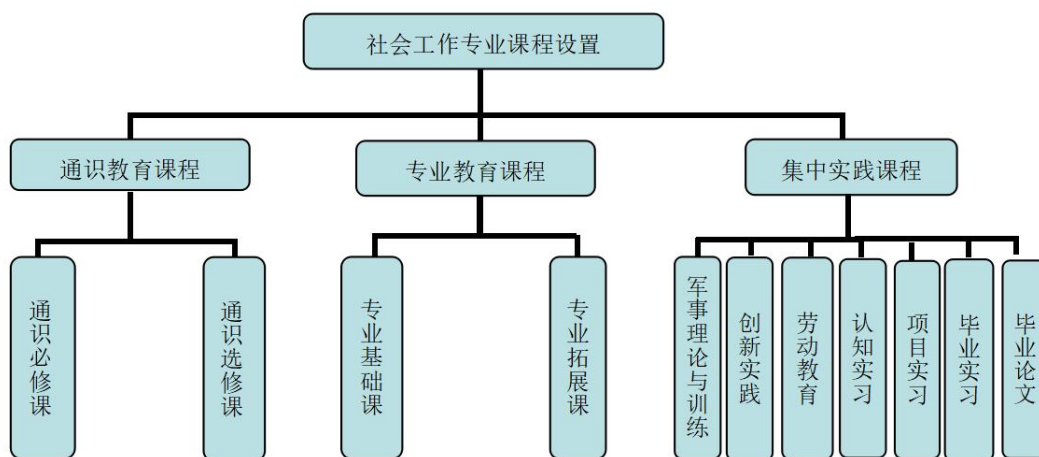 社会工作专业课程设置
通识教育课程
专业教育课程
集中实践课程
通识必修课
通识选修课
专业基础课
专业拓展课
军事理论与训练
创新实践
劳动教育
认知实习
项目实习
毕业实习
毕业论文